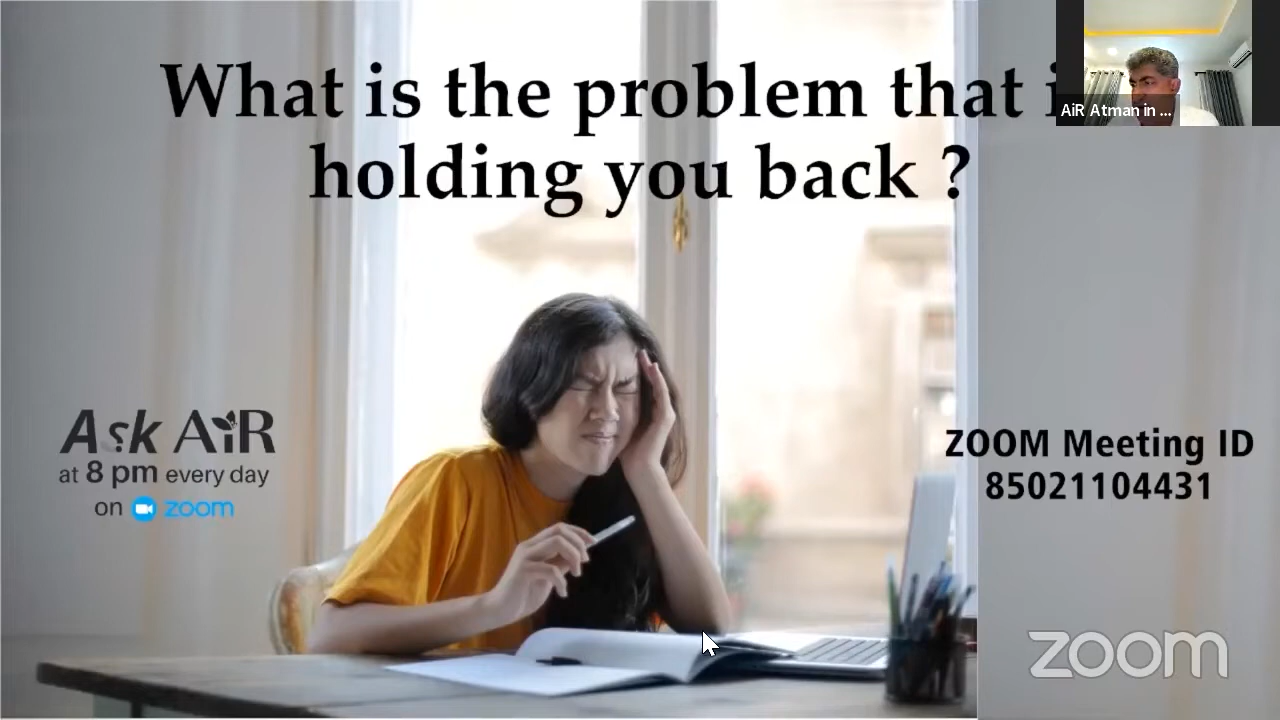 What is the problem that i
holding you back ?
AiR Atman in ...
Ask AiR
at 8 pm every day
on zoom
ZOOM Meeting ID
85021104431
zoom